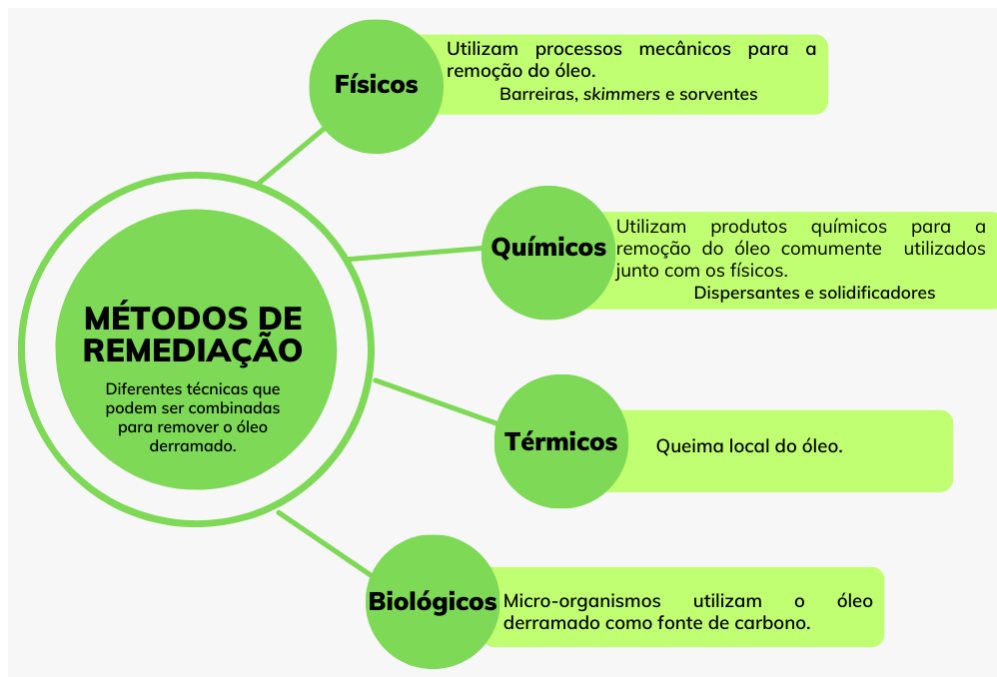 Físicos
Utilizam processos mecânicos para a
remoção do óleo.
Barreiras, skimmers e sorventes
Químicos
Utilizam produtos químicos para a
remoção do óleo comumente utilizados
junto com os físicos.
Dispersantes e solidificadores
MÉTODOS DE
REMEDIAÇÃO
Diferentes técnicas que
podem ser combinadas
para remover o óleo
derramado.
Térmicos
Queima local do óleo.
Biológicos
Micro-organismos utilizam o óleo
derramado como fonte de carbono.